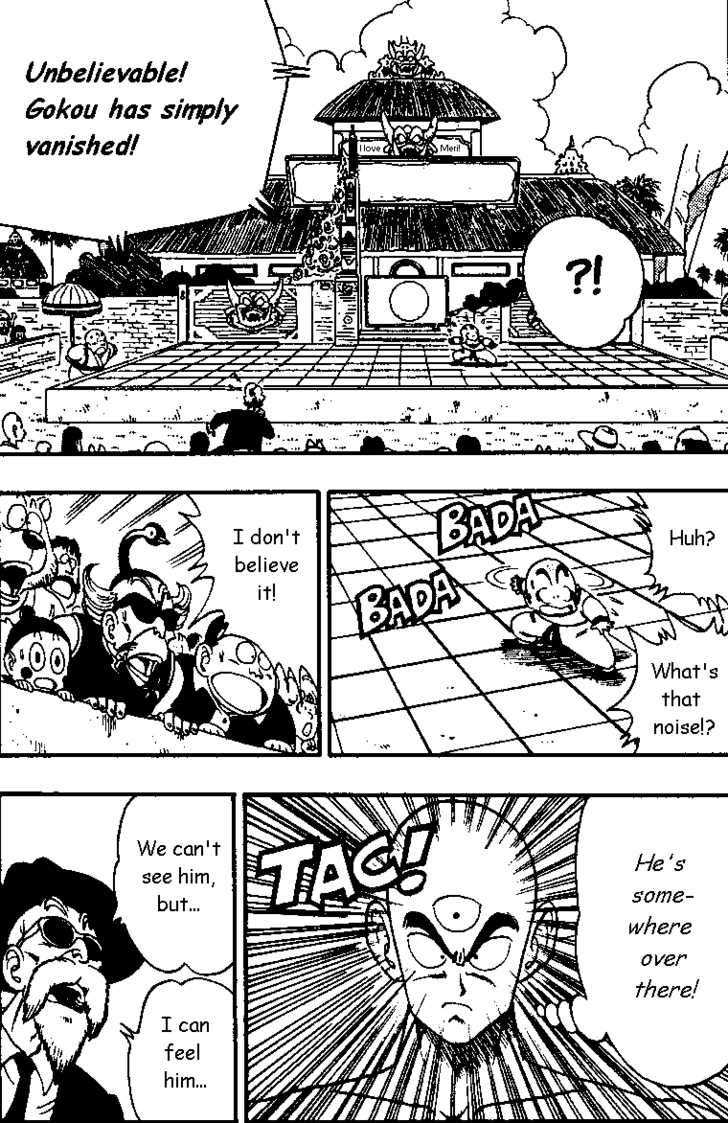 Unbelievable!
Gokou has simply
vanished!
I love
Meri!
?!
I don't
believe
it!
BADA
BADA
Huh?
What's
that
noise!?
We can't
see him,
but...
I can
feel
him...
TAC!
He's
some-
where
over
there!